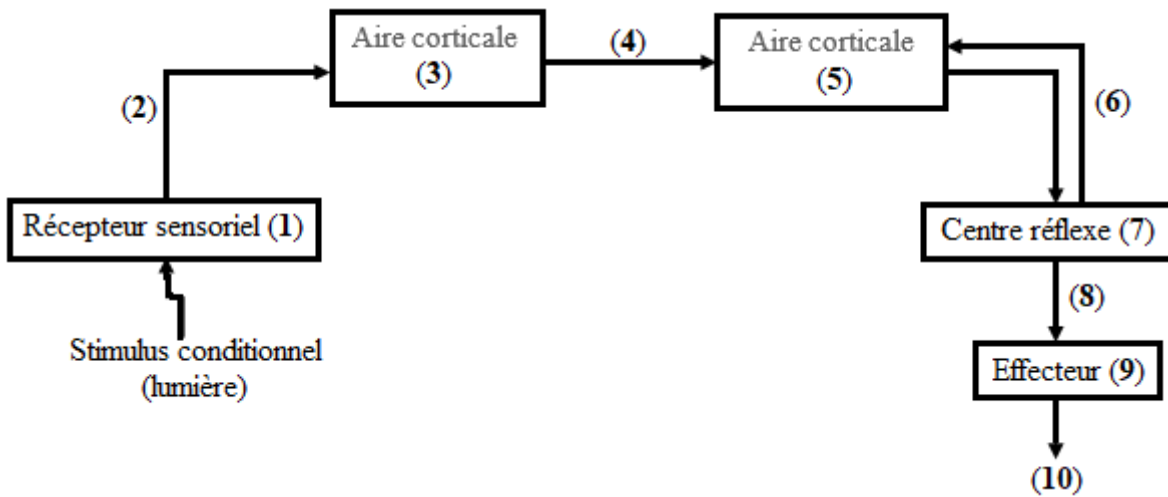 Aire corticale
(3)
(4)
Aire corticale
(5)
(2)
(6)
Récepteur sensoriel (1)
Centre réflexe (7)
(8)
Stimulus conditionnel
(lumière)
Effecteur (9)
(10)